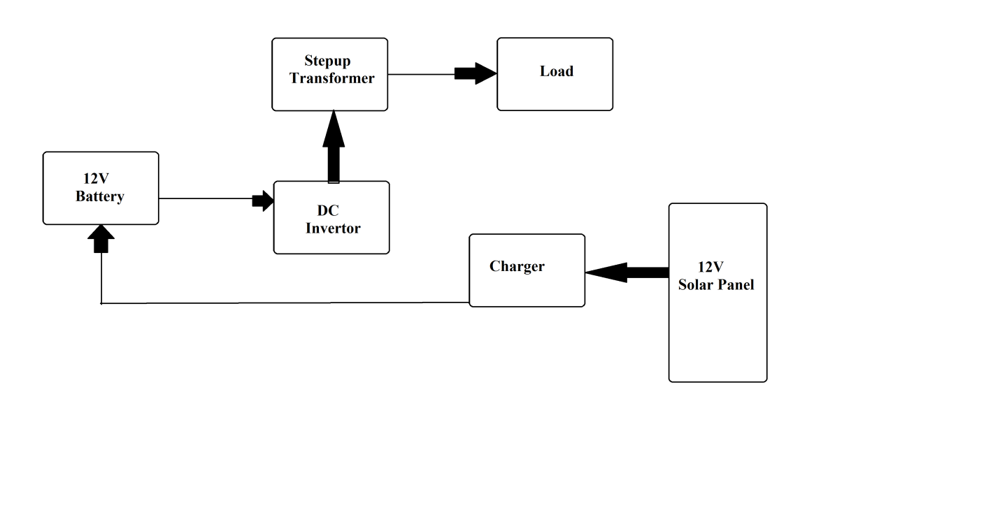 Stepup
Transformer
Load
12V
Battery
DC
Invertor
Charger
12V
Solar Panel